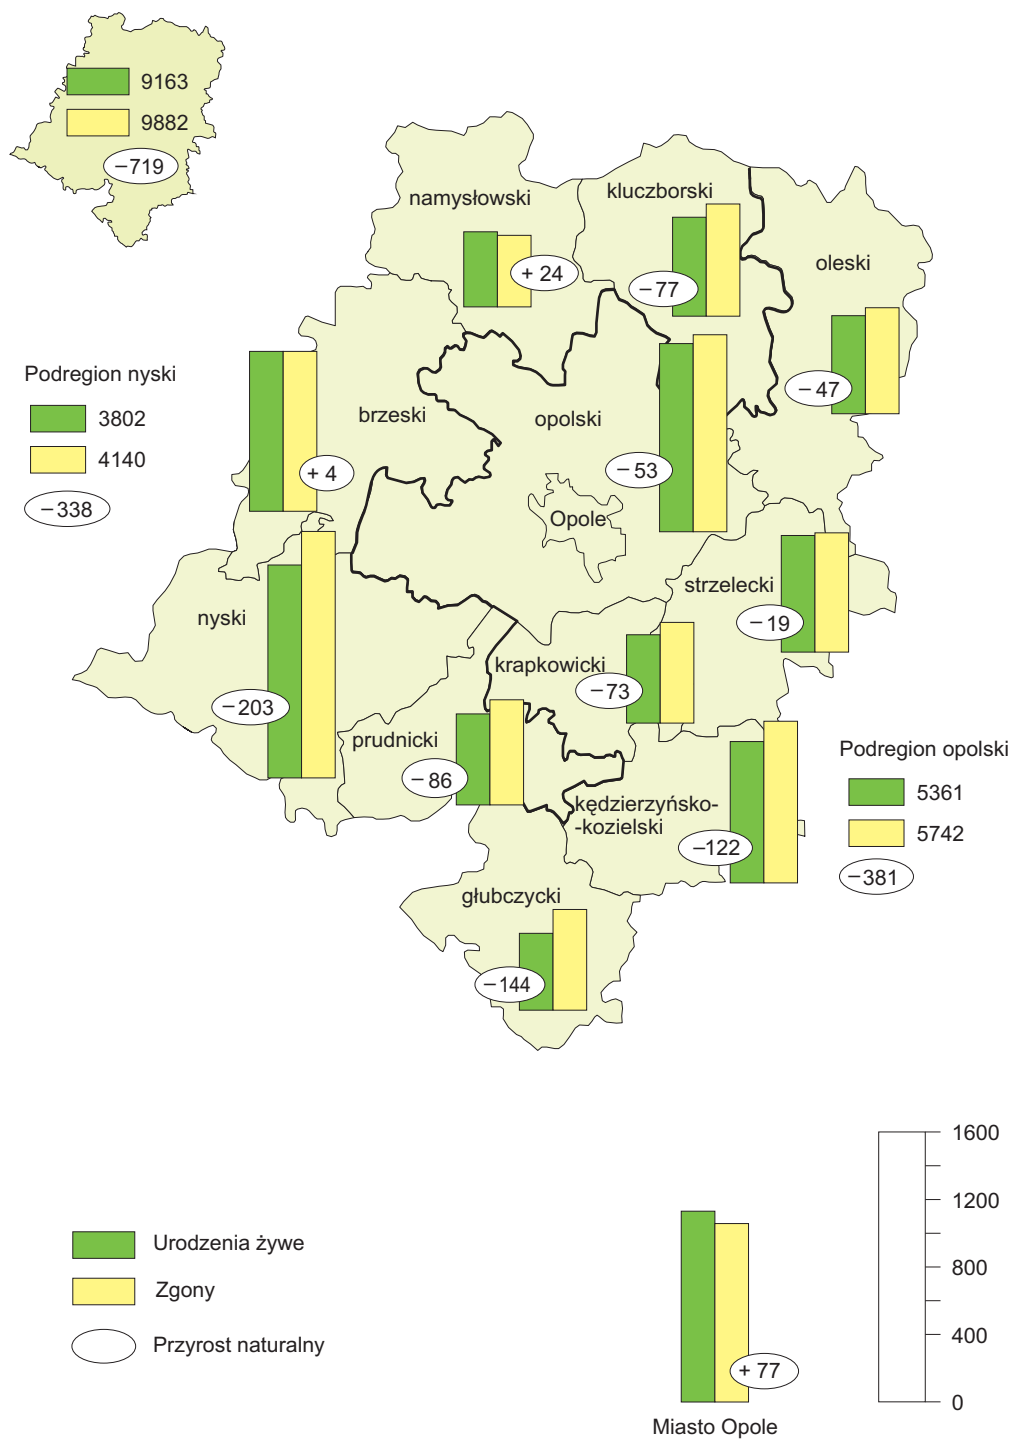 9163
9882
−719
namysłowski
+ 24
kluczborski
−77
oleski
−47
Podregion nyski
3802
4140
−338
brzeski
+ 4
opolski
−53
Opole
nyski
−203
strzelecki
−19
krapkowicki
−73
prudnicki
−86
Podregion opolski
5361
5742
−381
kędzierzyńsko-
-kozielski
−122
głubczycki
−144
1600
1200
800
400
0
Urodzenia żywe
Zgony
Przyrost naturalny
+ 77
Miasto Opole